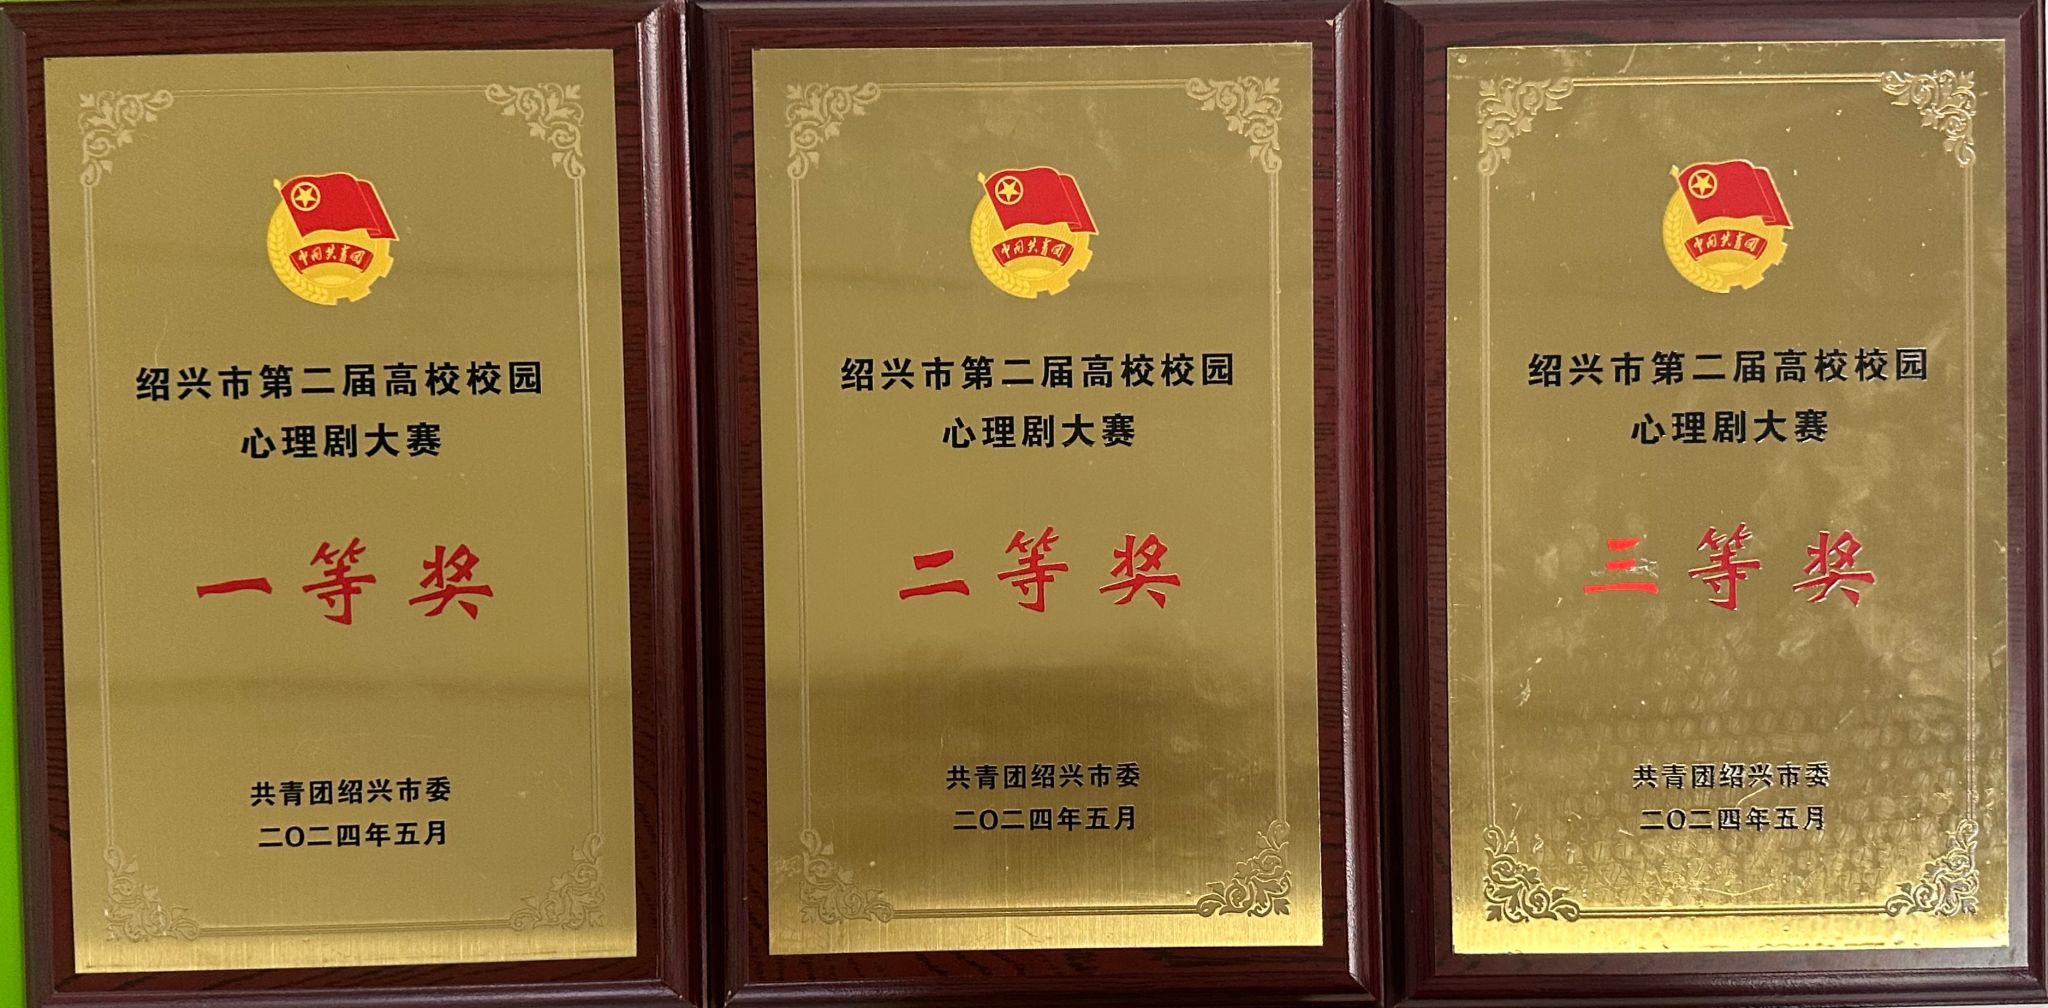 中国共青团
绍兴市第二届高校校园
心理剧大赛
一等奖
共青团绍兴市委
二〇二四年五月
中国共青团
绍兴市第二届高校校园
心理剧大赛
二等奖
共青团绍兴市委
二〇二四年五月
中国共青团
绍兴市第二届高校校园
心理剧大赛
三等奖
共青团绍兴市委
二〇二四年五月